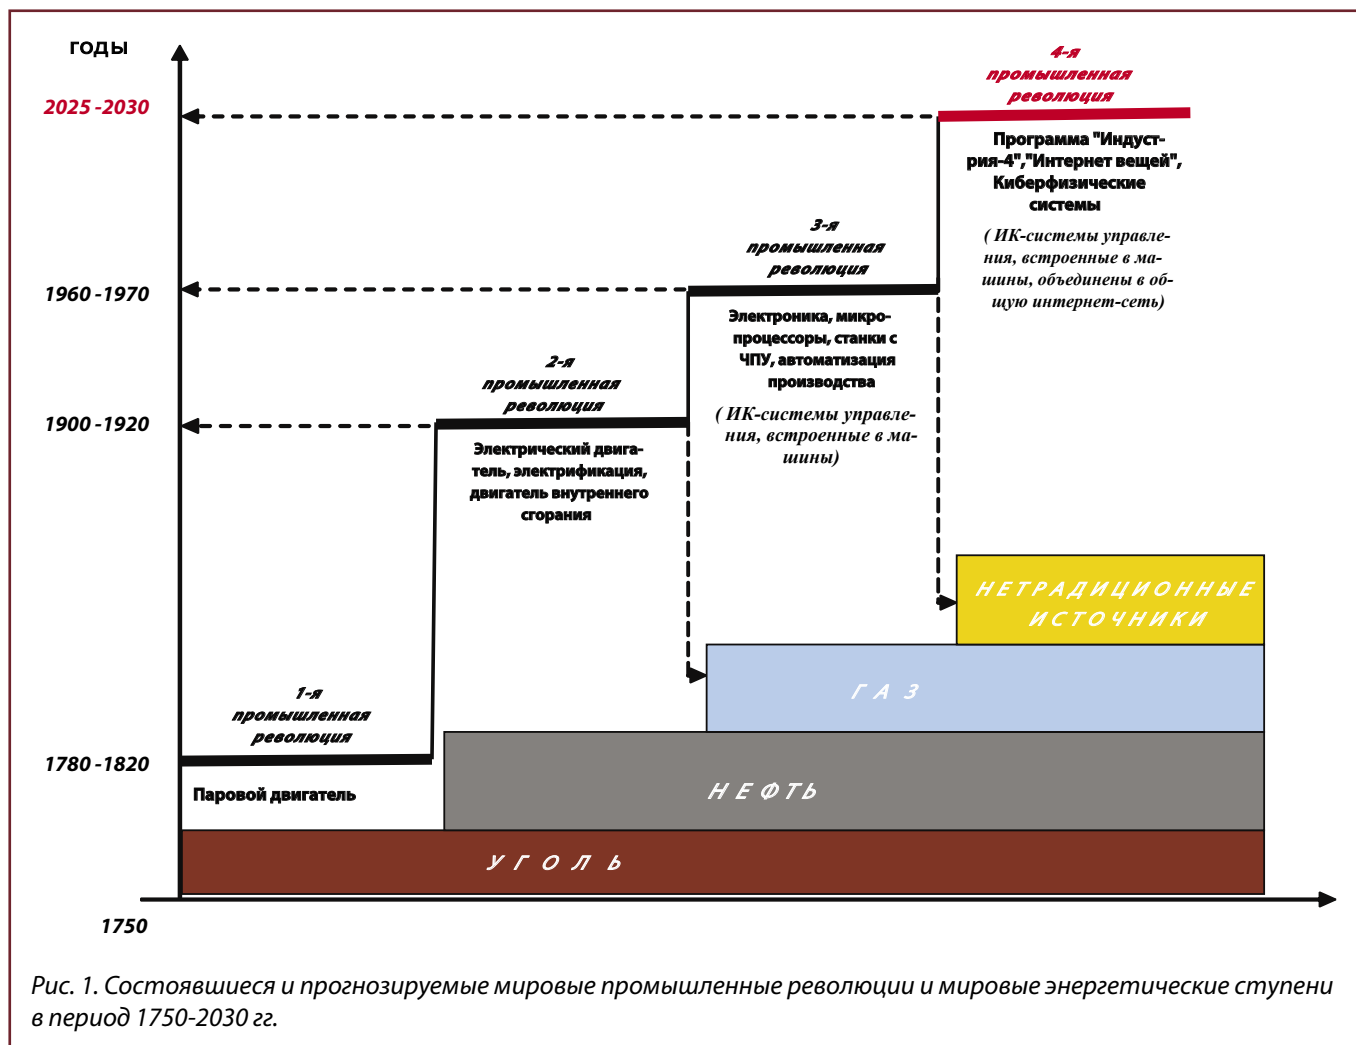 ГОДЫ
2025 -2030
4-я
промышленная
революция
Программа "Индуст-
рия-4","Интернет вещей",
Киберфизические
системы
( ИК-системы управле-
ния, встроенные в ма-
шины, объединены в об-
щую интернет-сеть)
3-я
промышленная
революция
1960 -1970
Электроника, микро-
процессоры, станки с
ЧПУ, автоматизация
производства
( ИК-системы управле-
ния, встроенные в ма-
шины)
2-я
промышленная
революция
1900 -1920
Электрический двига-
тель, электрификация,
двигатель внутреннего
сгорания
НЕТРАДИЦИОННЫЕ
ИСТОЧНИКИ
ГАЗ
1-я
промышленная
революция
1780 -1820
Паровой двигатель
НЕФТЬ
УГОЛЬ
1750
Рис. 1. Состоявшиеся и прогнозируемые мировые промышленные революции и мировые энергетические ступени
в период 1750-2030 гг.